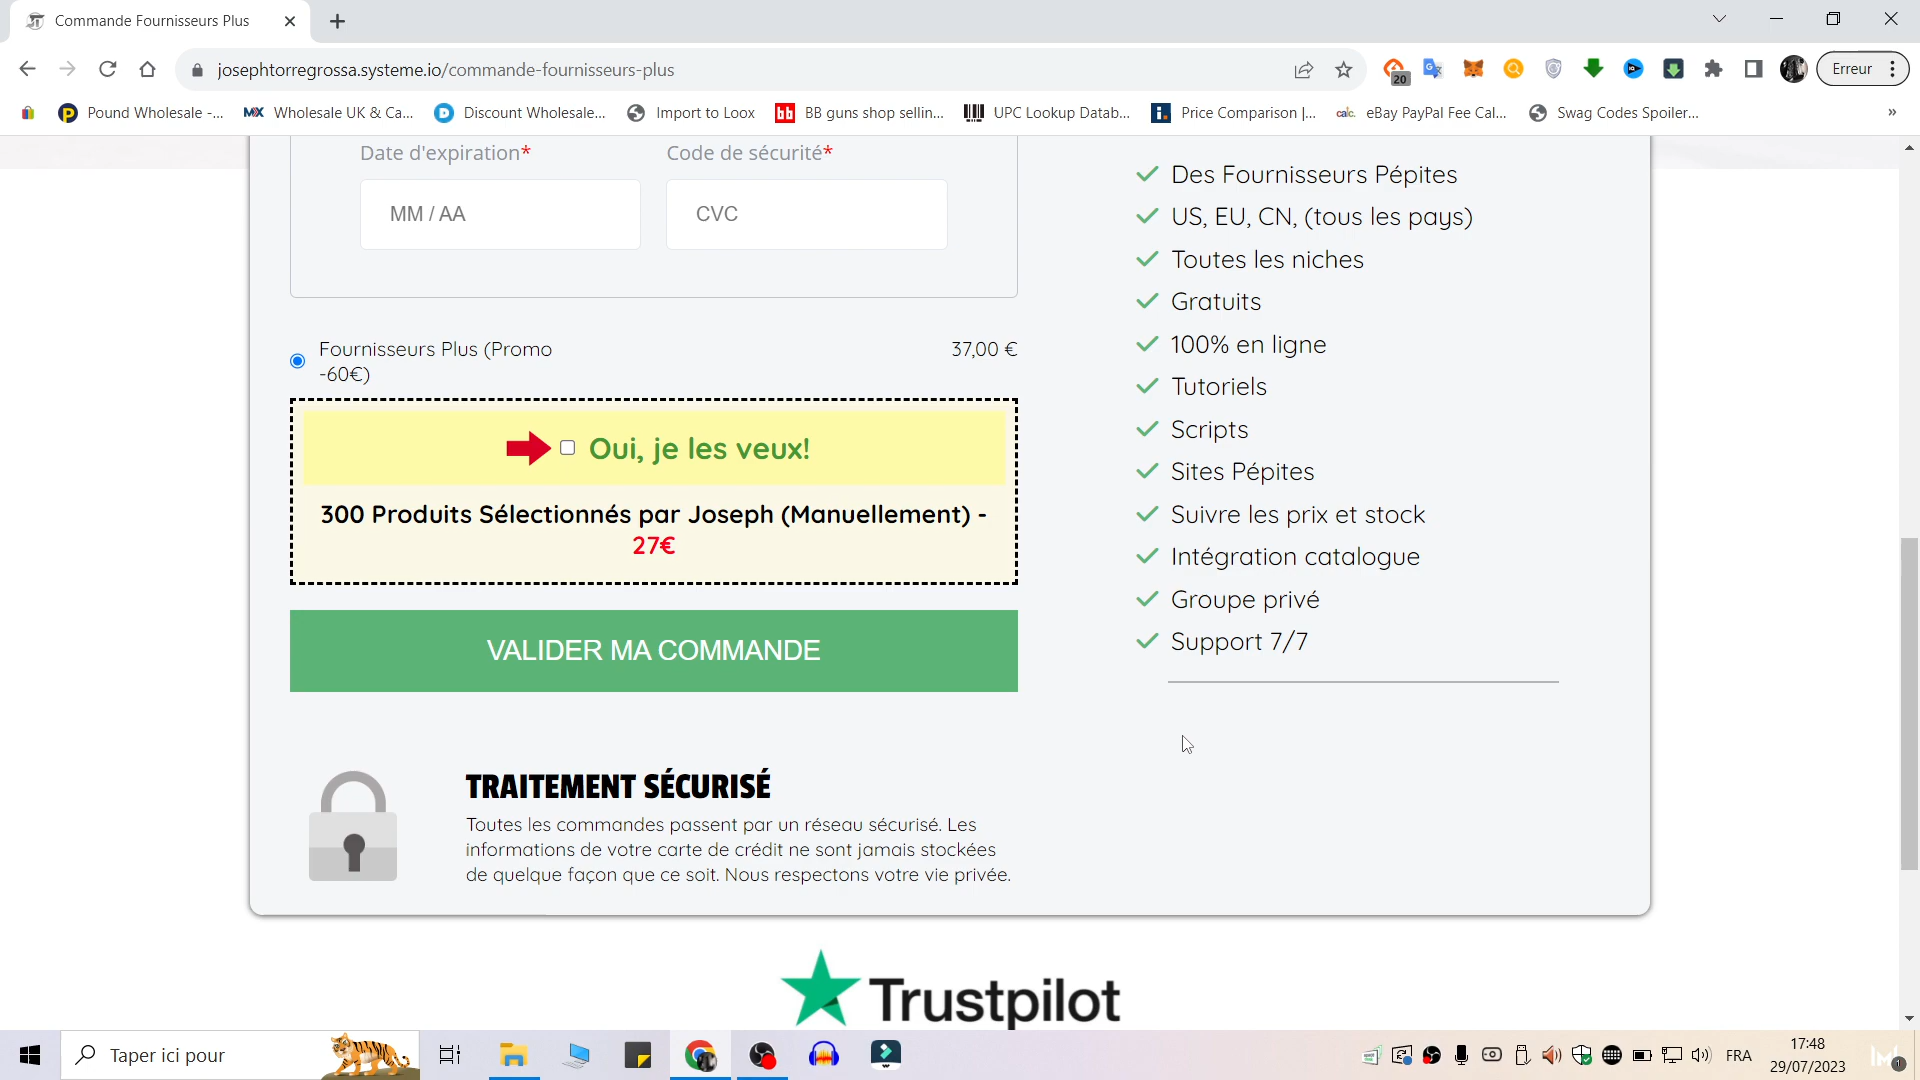 Commande Fournisseurs Plus
josephtorregrossa.systeme.io/commande-fournisseurs-plus
20
Erreur
Pound Wholesale -...
Wholesale UK & Ca...
Discount Wholesale...
Import to Loox
BB guns shop sellin...
UPC Lookup Datab...
Price Comparison |...
eBay PayPal Fee Cal...
Swag Codes Spoiler...
»
Date d'expiration*
Code de sécurité*
MM / AA
CVC
Fournisseurs Plus (Promo
-60€)
37,00 €
Oui, je les veux!
300 Produits Sélectionnés par Joseph (Manuellement) -
27€
VALIDER MA COMMANDE
TRAITEMENT SÉCURISÉ
Toutes les commandes passent par un réseau sécurisé. Les
informations de votre carte de crédit ne sont jamais stockées
de quelque façon que ce soit. Nous respectons votre vie privée.
Des Fournisseurs Pépites
US, EU, CN, (tous les pays)
Toutes les niches
Gratuits
100% en ligne
Tutoriels
Scripts
Sites Pépites
Suivre les prix et stock
Intégration catalogue
Groupe privé
Support 7/7
Trustpilot
Taper ici pour
FRA
17:48
29/07/2023
1